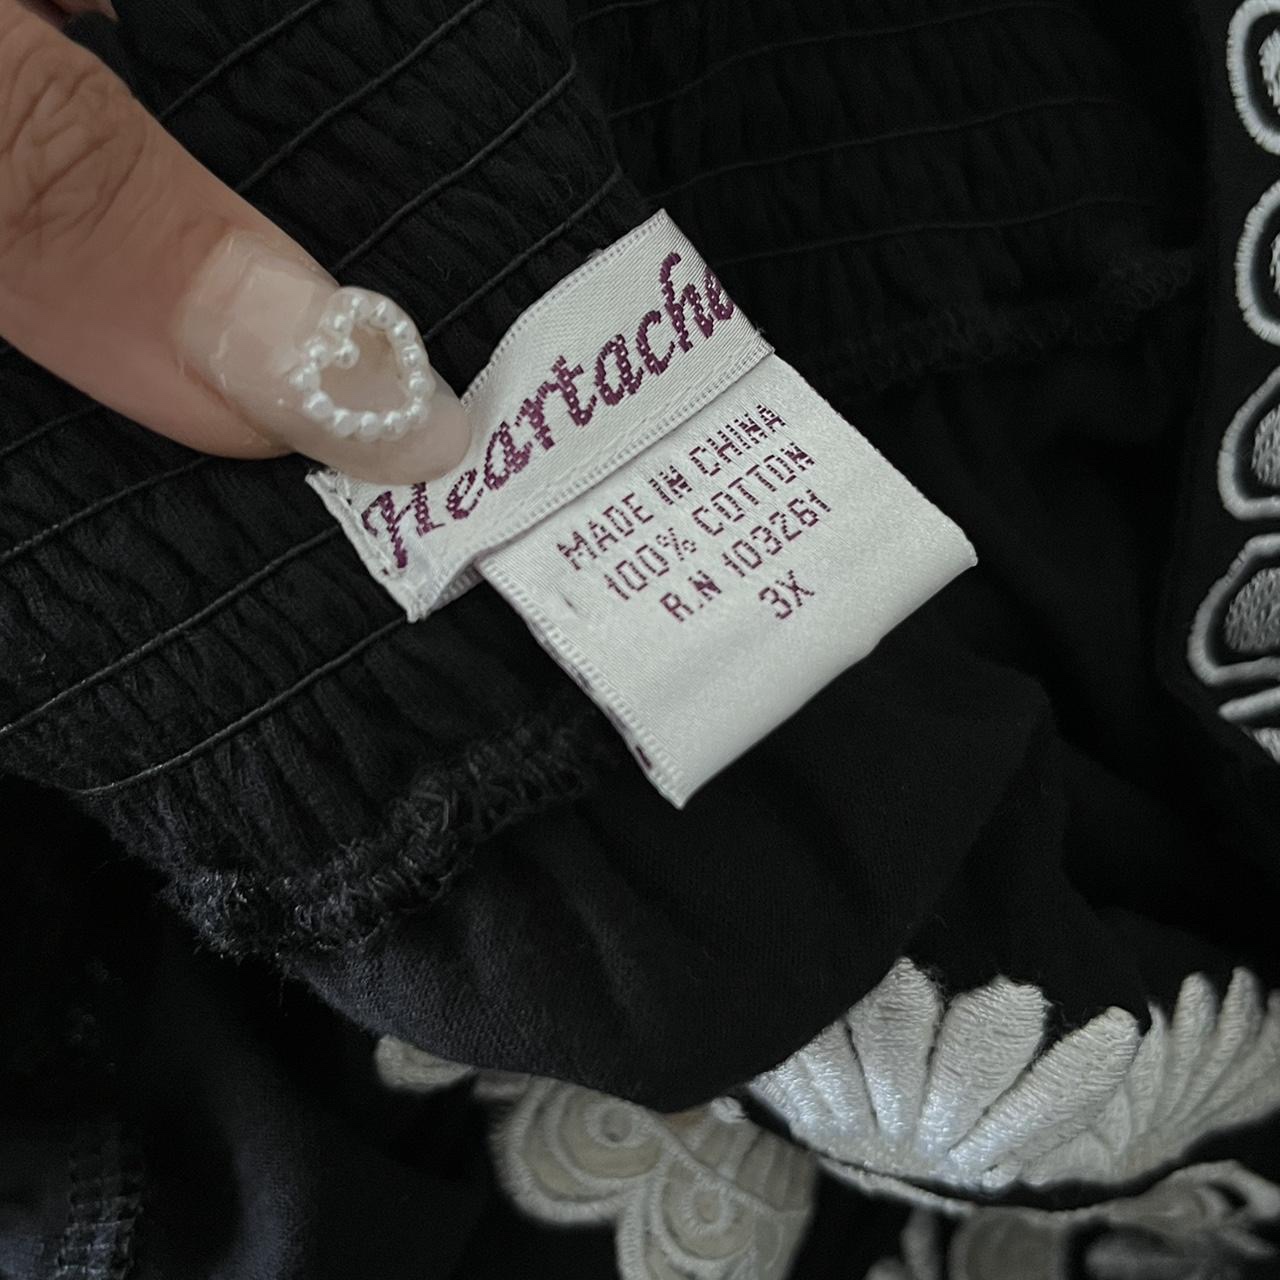 Heartache
MADE IN CHINA
100% COTTON
R.N 103261
3X